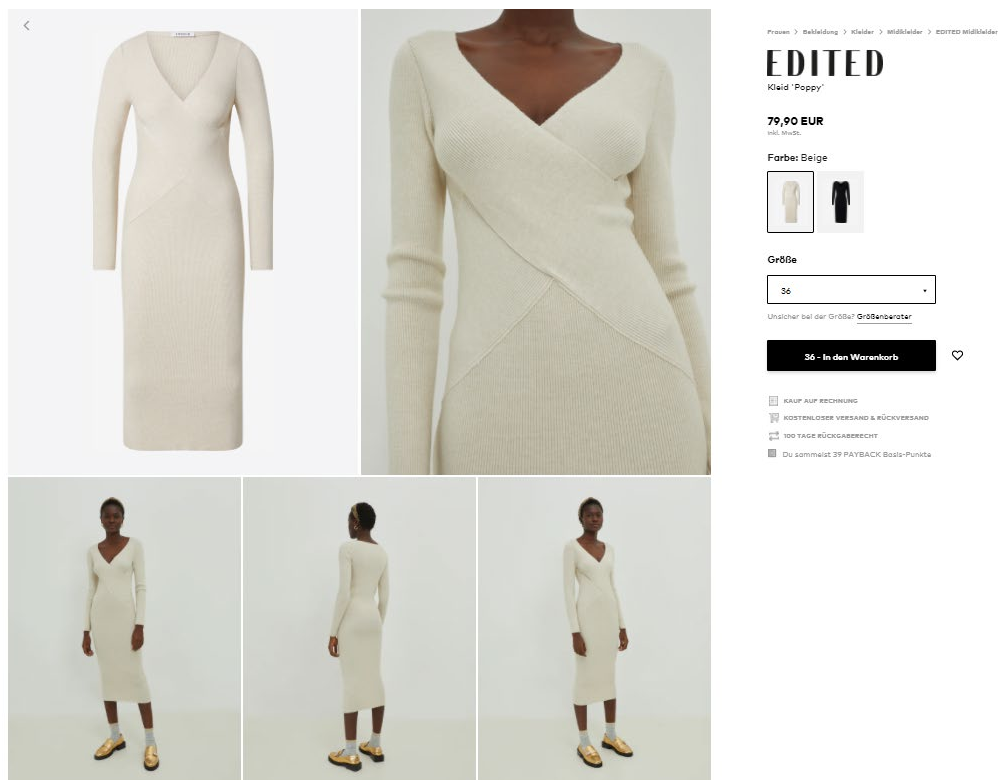 Frauen > Bekleidung > Kleider > Midikleider > EDITED Midikleider
EDITED
Kleid 'Poppy'
79,90 EUR
inkl. MwSt.
Farbe: Beige
Größe
36
Unsicher bei der Größe? Größenberater
36 - In den Warenkorb
KAUF AUF RECHNUNG
KOSTENLOSER VERSAND & RÜCKVERSAND
100 TAGE RÜCKGABERECHT
Du sammelst 39 PAYBACK Basis-Punkte